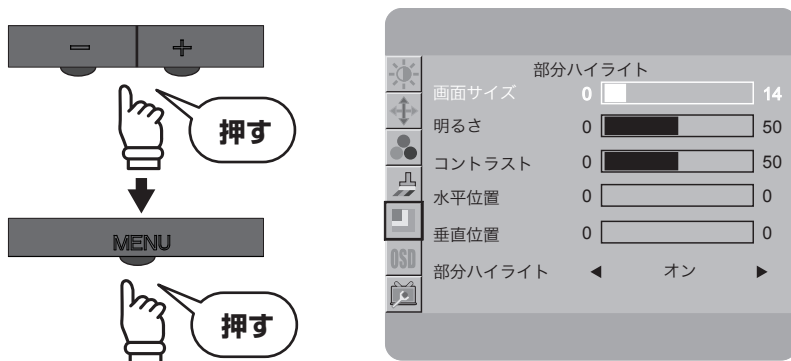 − +
押す
MENU
押す
部分ハイライト
画面サイズ 0 14
明るさ 0 50
コントラスト 0 50
水平位置 0 0
垂直位置 0 0
OSD
部分ハイライト ◀ オン ▶